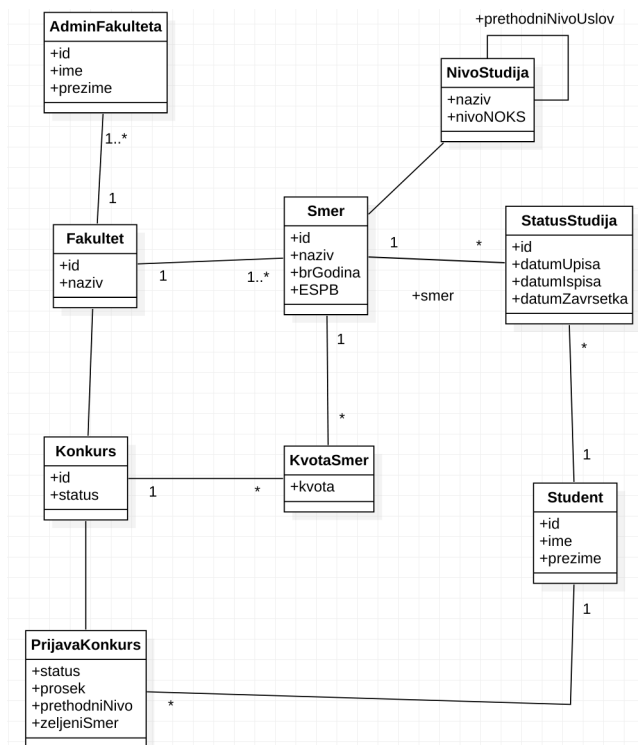 +prethodniNivoUslov
AdminFakulteta
+id
+ime
+prezime
NivoStudija
+naziv
+nivoNOKS
1..*
1
Fakultet
+id
+naziv
1
1..*
Smer
+id
+naziv
+brGodina
+ESPB
1
*
+smer
StatusStudija
+id
+datumUpisa
+datumIspisa
+datumZavrsetka
1
*
*
1
Konkurs
+id
+status
1
*
KvotaSmer
+kvota
Student
+id
+ime
+prezime
1
PrijavaKonkurs
+status
+prosek
+prethodniNivo
+zeljeniSmer
*